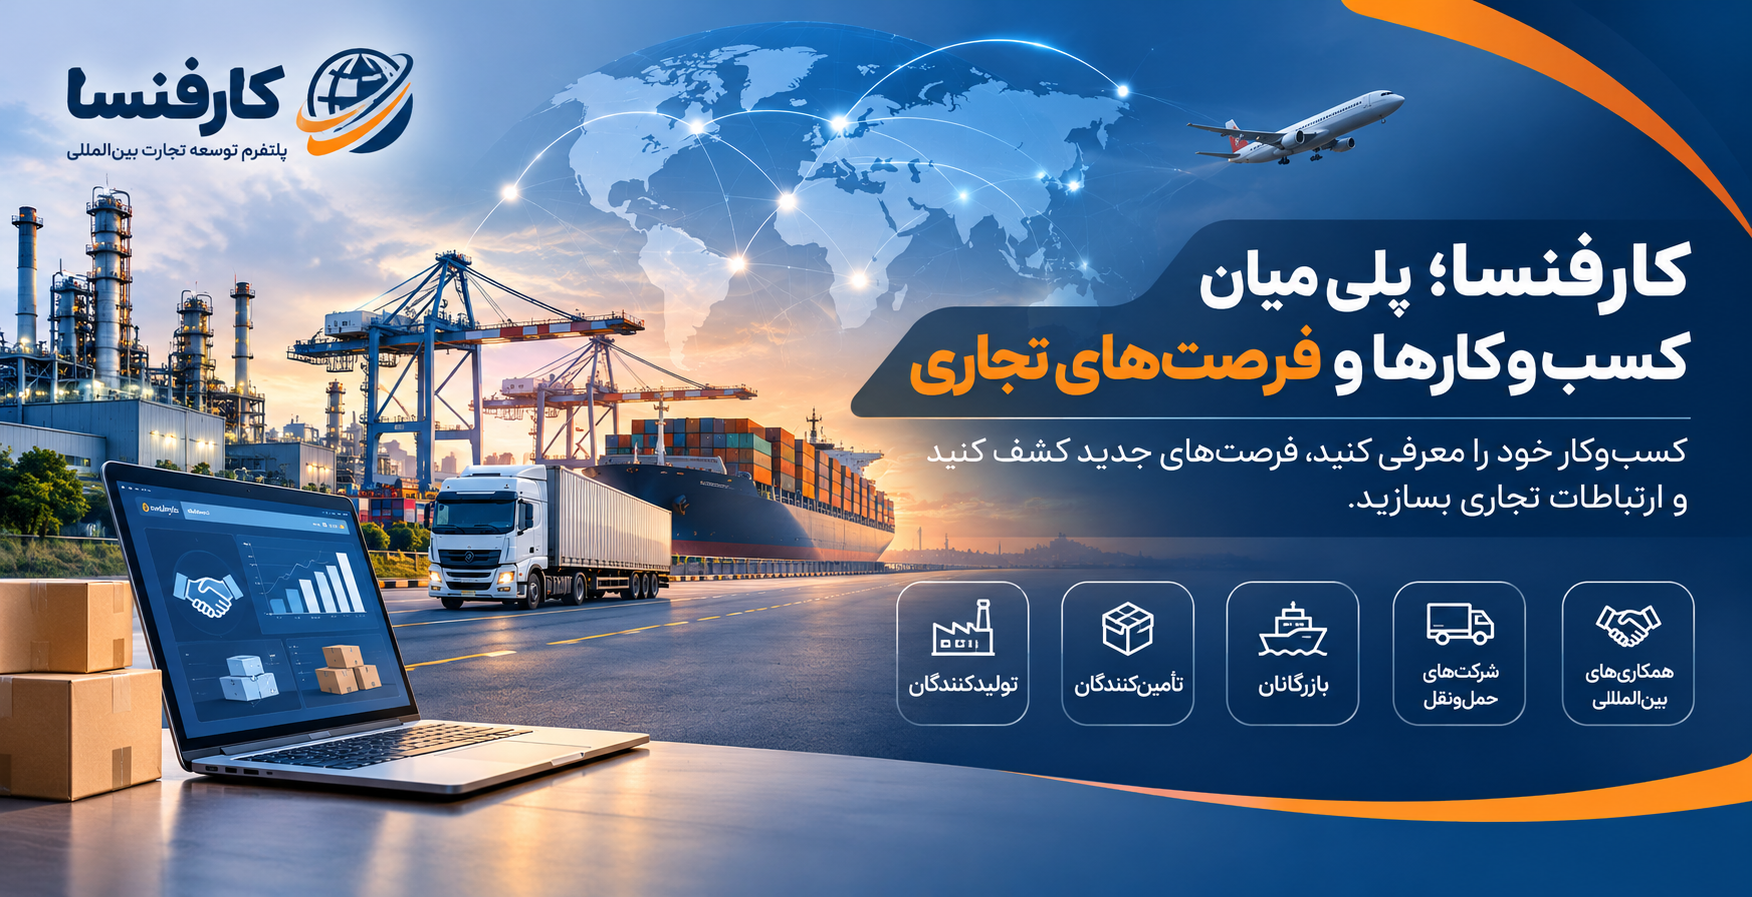 کارفنسا
پلتفرم توسعه تجارت بین‌المللی
کارفنسا؛ پلی میان
کسب‌وکارها و فرصت‌های تجاری
کسب‌وکار خود را معرفی کنید، فرصت‌های جدید کشف کنید
و ارتباطات تجاری بسازید.
همکاری‌های
بین‌المللی
شرکت‌های
حمل‌ونقل
بازرگانان
تأمین‌کنندگان
تولیدکنندگان